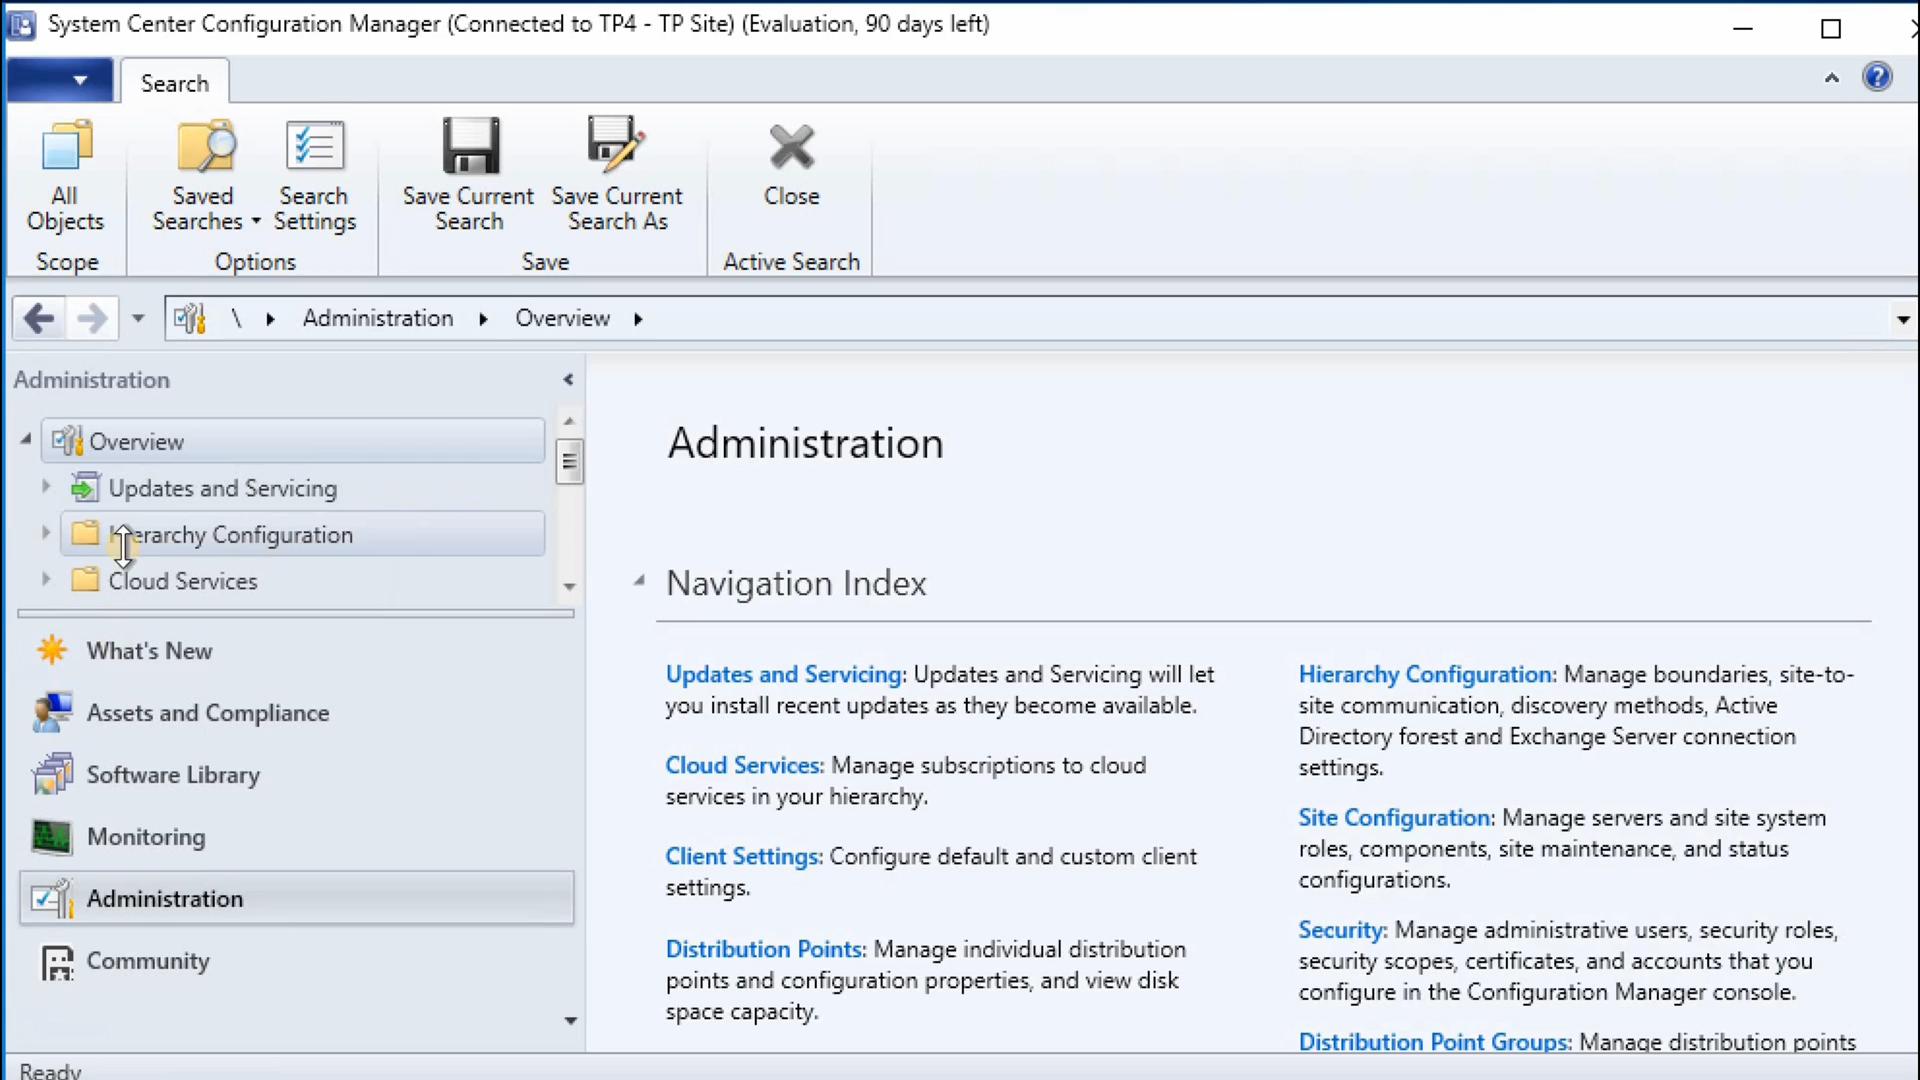 System Center Configuration Manager (Connected to TP4 - TP Site) (Evaluation, 90 days left)
Search
All
Objects
Saved
Searches
Search
Settings
Save Current
Search
Save Current
Search As
Close
Scope
Options
Save
Active Search
\ Administration Overview
Administration
Overview
Updates and Servicing
Hierarchy Configuration
Cloud Services
What's New
Assets and Compliance
Software Library
Monitoring
Administration
Community
Administration
Navigation Index
Updates and Servicing: Updates and Servicing will let
you install recent updates as they become available.
Cloud Services: Manage subscriptions to cloud
services in your hierarchy.
Client Settings: Configure default and custom client
settings.
Distribution Points: Manage individual distribution
points and configuration properties, and view disk
space capacity.
Hierarchy Configuration: Manage boundaries, site-to-
site communication, discovery methods, Active
Directory forest and Exchange Server connection
settings.
Site Configuration: Manage servers and site system
roles, components, site maintenance, and status
configurations.
Security: Manage administrative users, security roles,
security scopes, certificates, and accounts that you
configure in the Configuration Manager console.
Distribution Point Groups: Manage distribution points
Ready